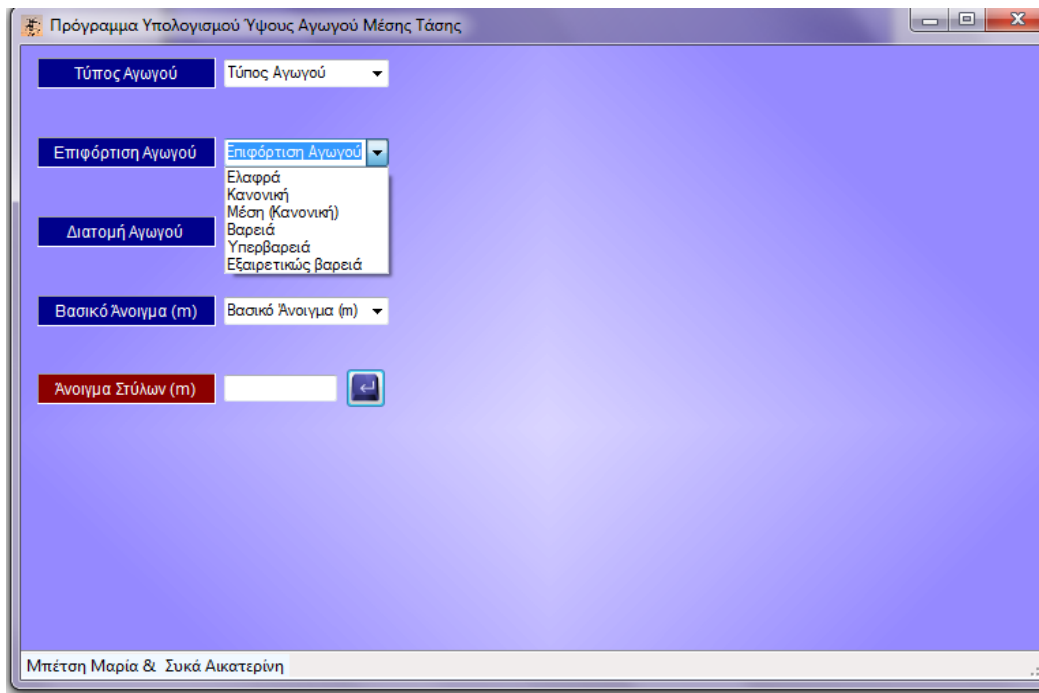 Πρόγραμμα Υπολογισμού Ύψους Αγωγού Μέσης Τάσης
Τύπος Αγωγού Τύπος Αγωγού
Επιφόρτιση Αγωγού Επιφόρτιση Αγωγού
Ελαφρά
Κανονική
Μέση (Κανονική)
Διατομή Αγωγού Βαρειά
Υπερβαρειά
Εξαιρετικώς βαρειά
Βασικό Άνοιγμα (m) Βασικό Άνοιγμα (m)
Άνοιγμα Στύλων (m)
Μπέτση Μαρία & Συκά Αικατερίνη